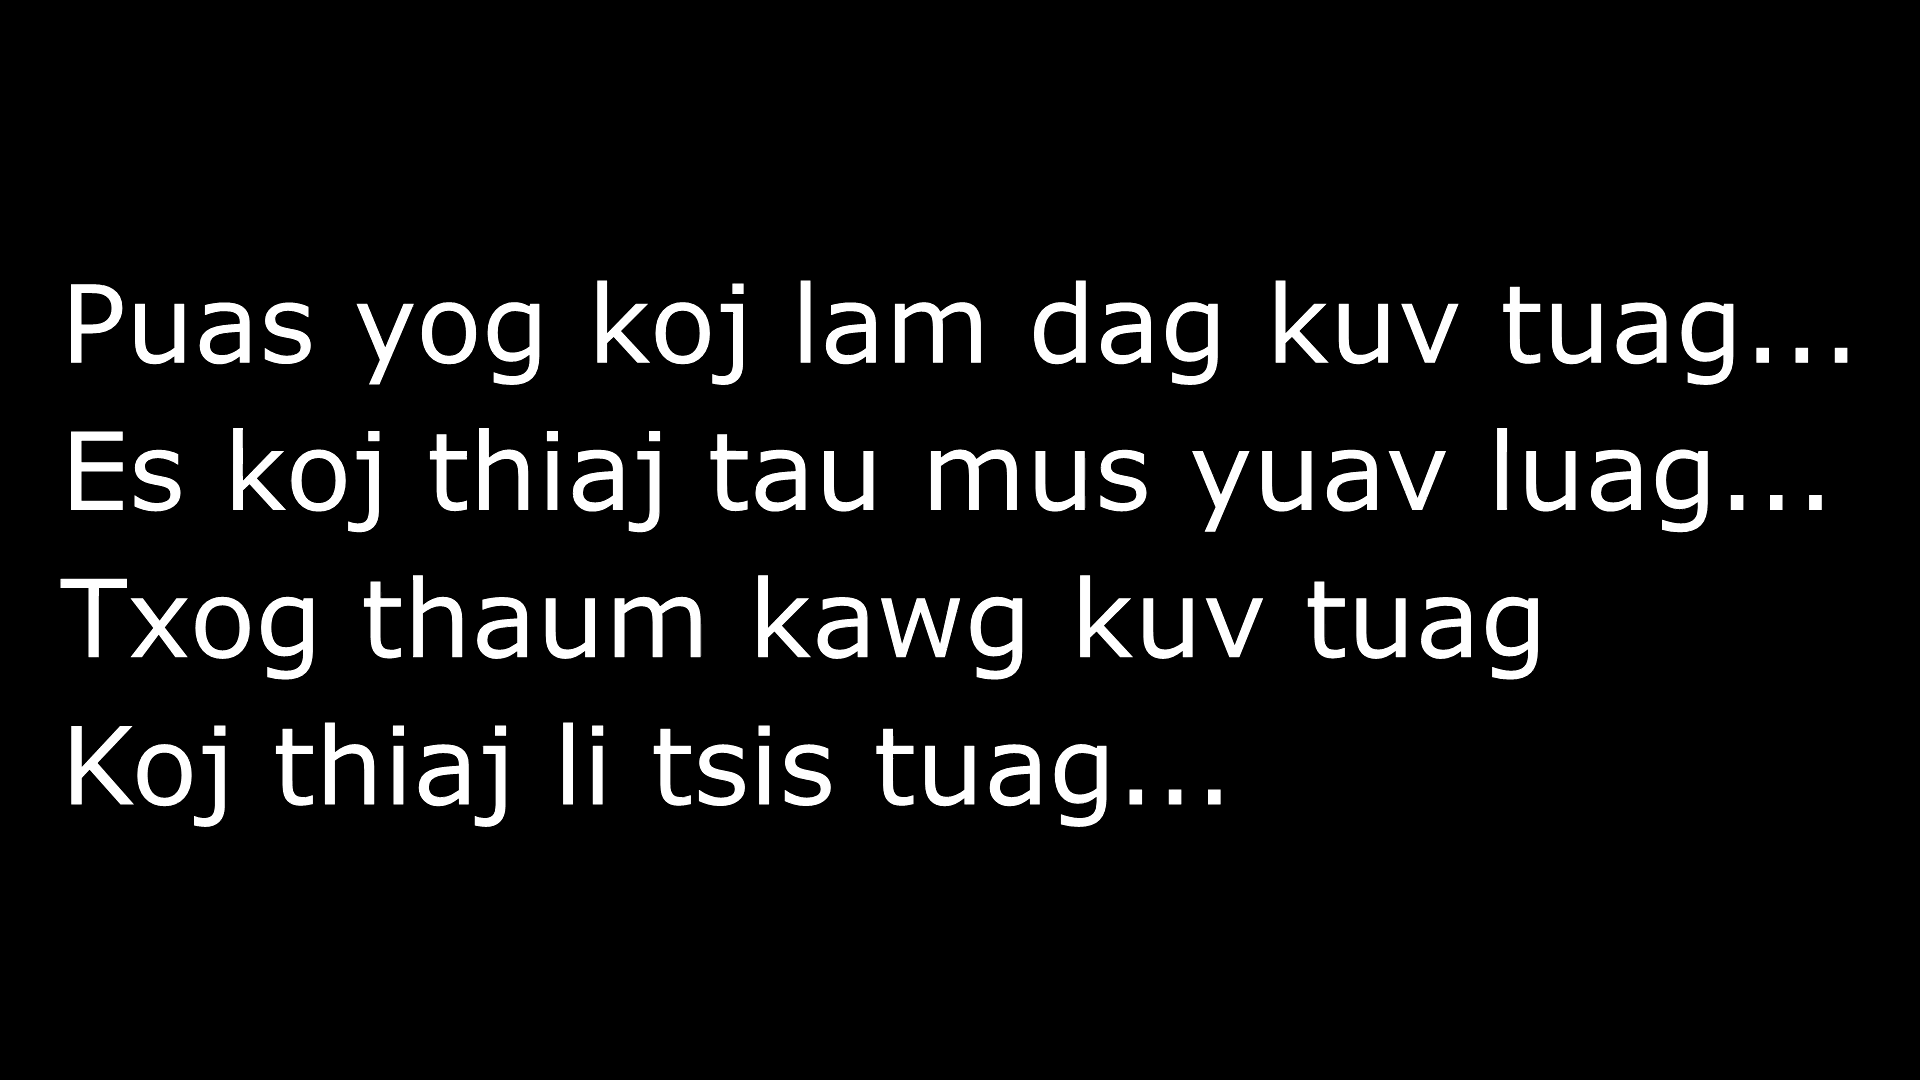 Puas yog koj lam dag kuv tuag...
Es koj thiaj tau mus yuav luag...
Txog thaum kawg kuv tuag
Koj thiaj li tsis tuag...